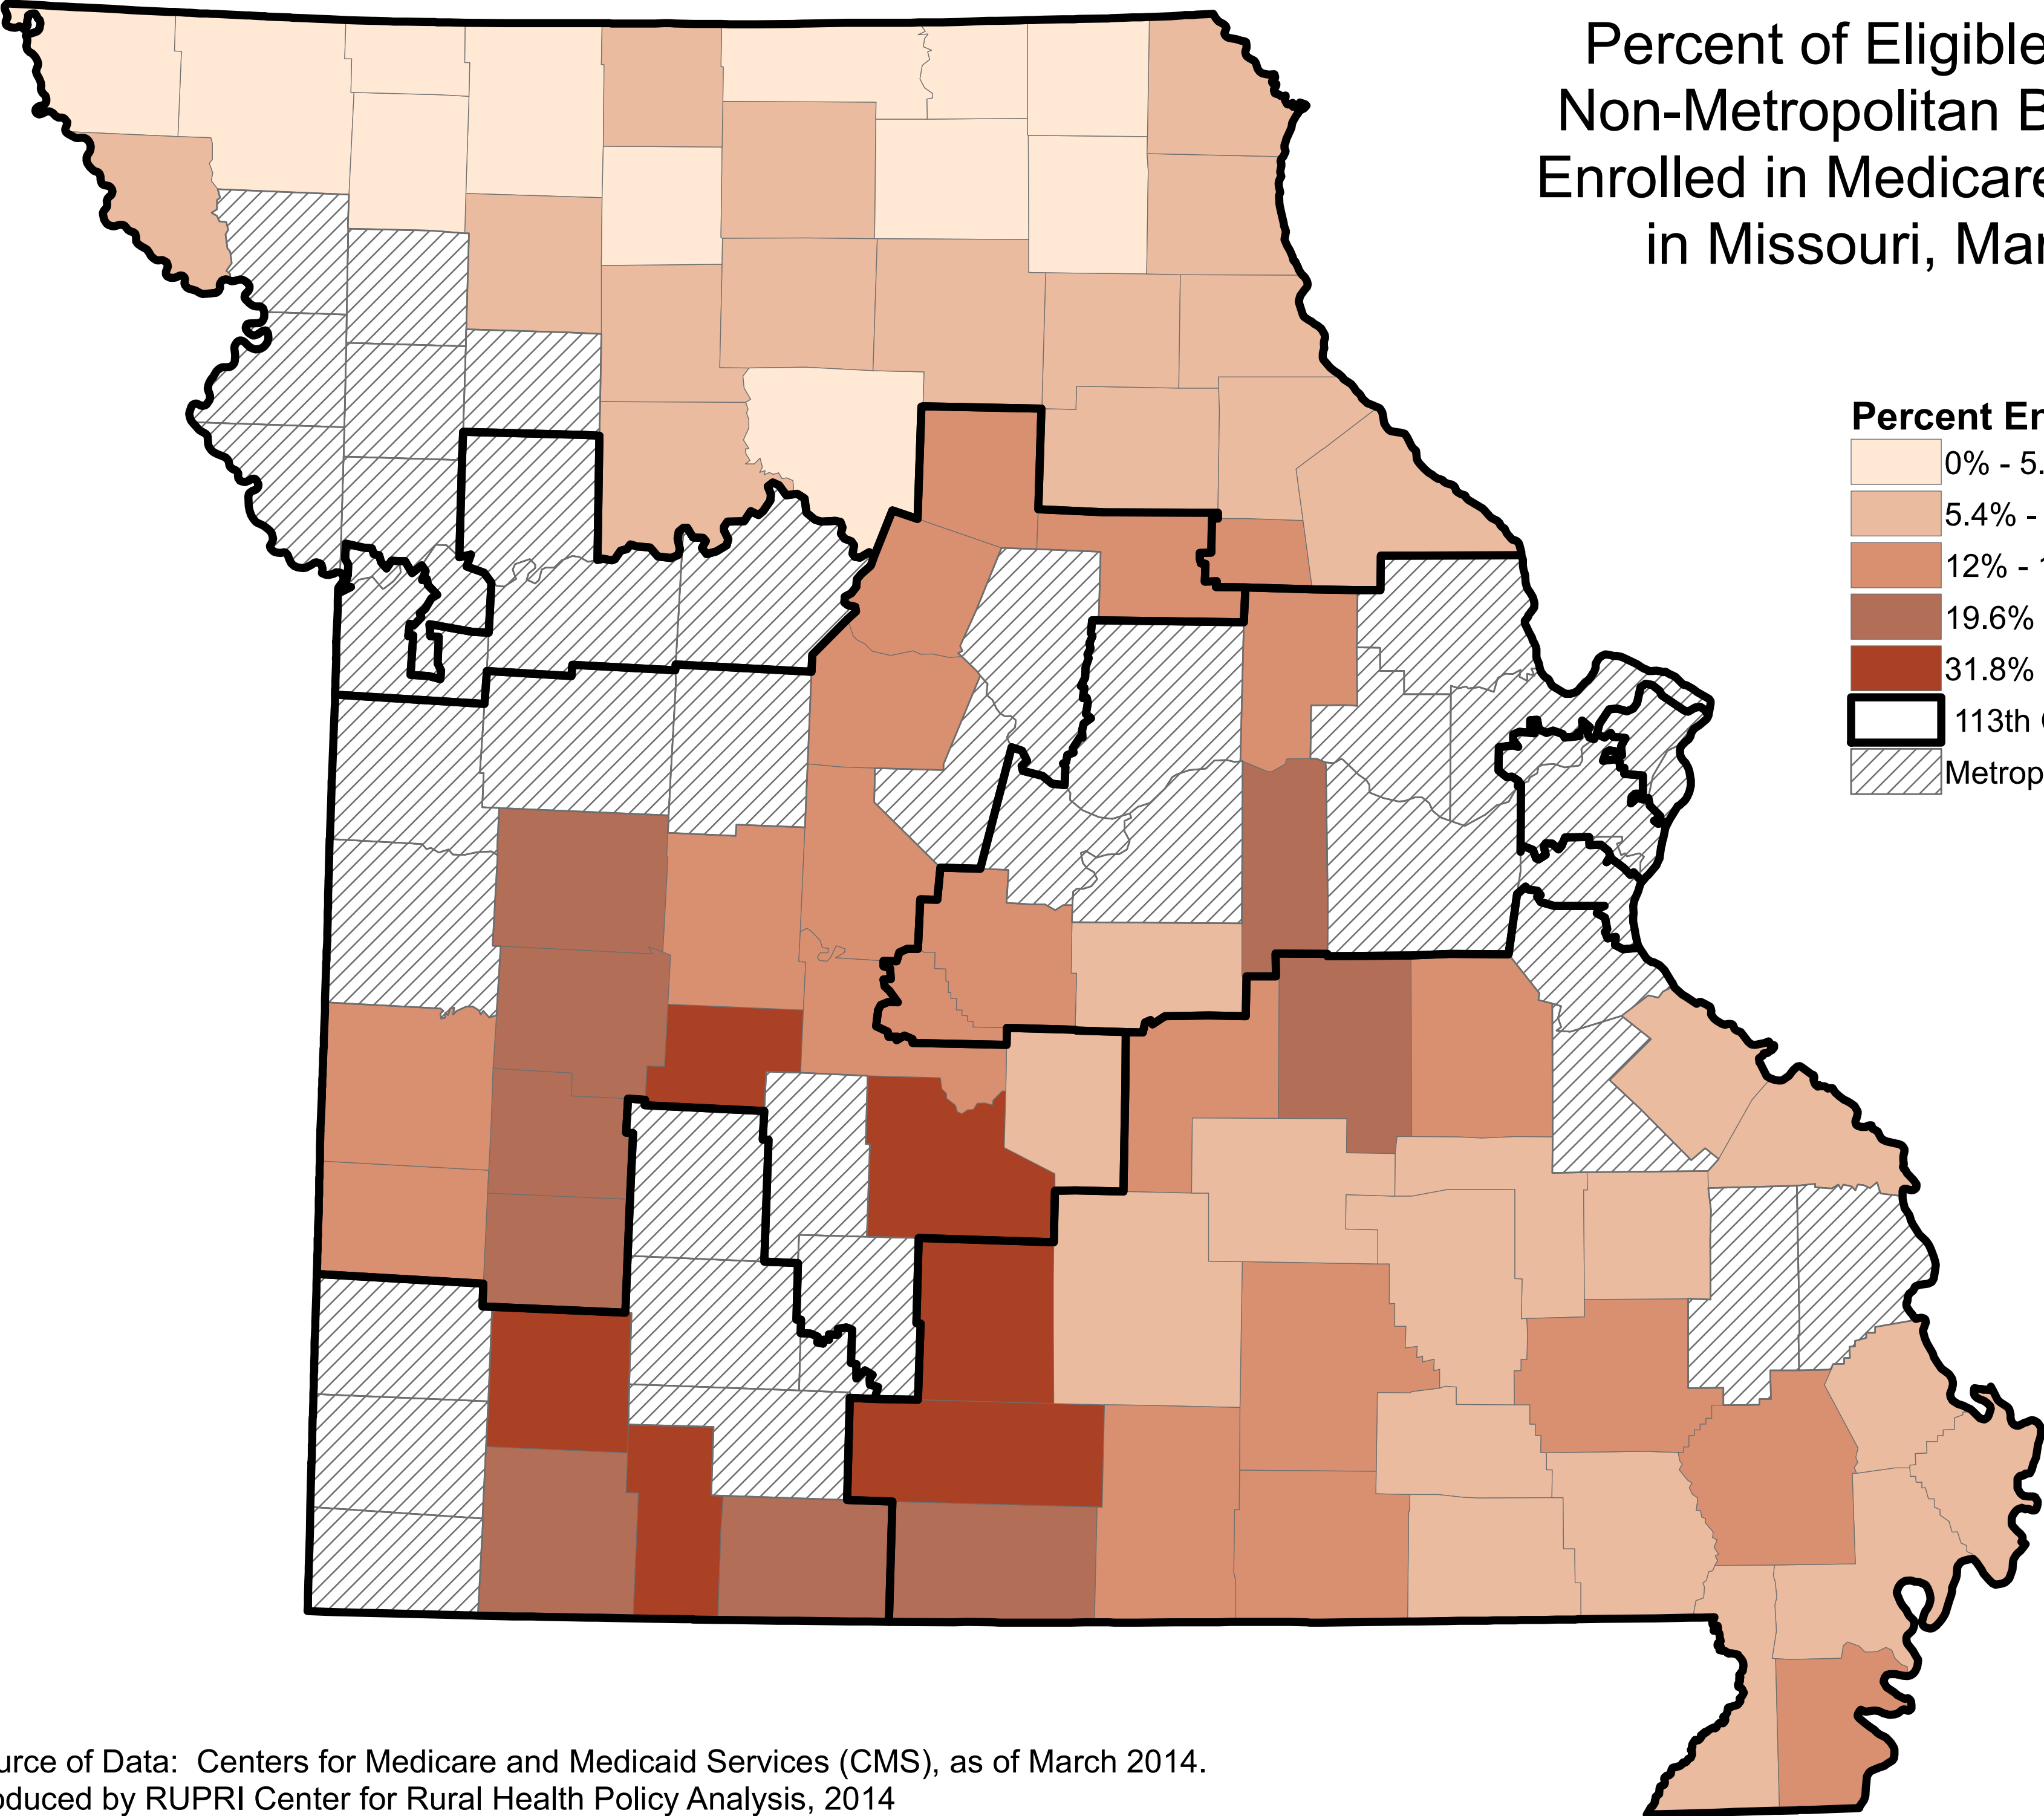 Percent of Eligible
Non-Metropolitan B
Enrolled in Medicare
in Missouri, Mar
Percent En
0% - 5.
5.4% -
12% - 1
19.6%
31.8%
113th
Metrop
urce of Data: Centers for Medicare and Medicaid Services (CMS), as of March 2014.
oduced by RUPRI Center for Rural Health Policy Analysis, 2014